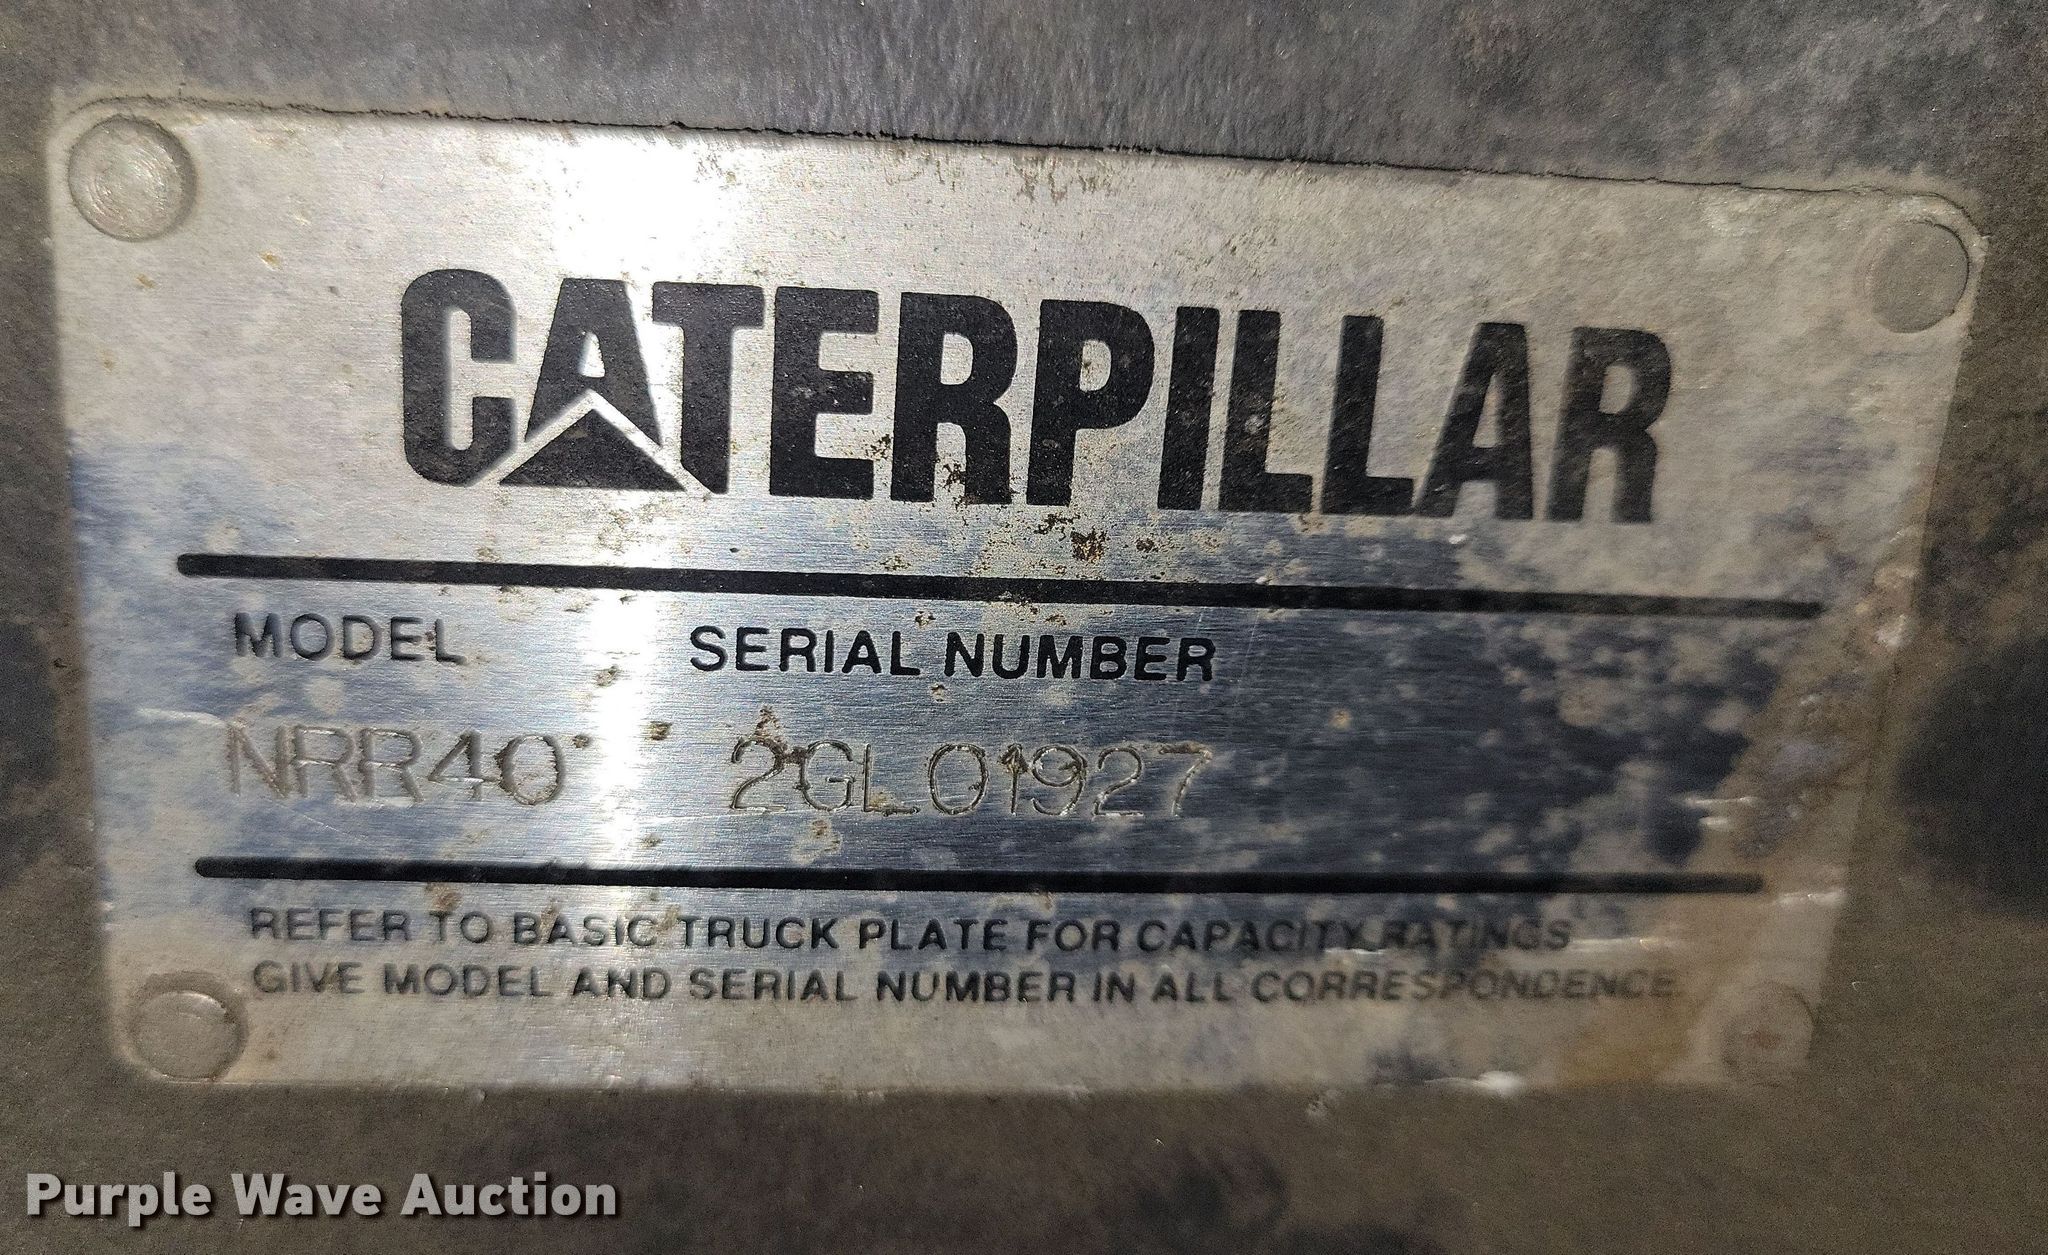 CATERPILLAR
MODEL SERIAL NUMBER
NRR40 2GL01927
REFER TO BASIC TRUCK PLATE FOR CAPACITY RATINGS
GIVE MODEL AND SERIAL NUMBER IN ALL CORRESPONDENCE.
Purple Wave Auction